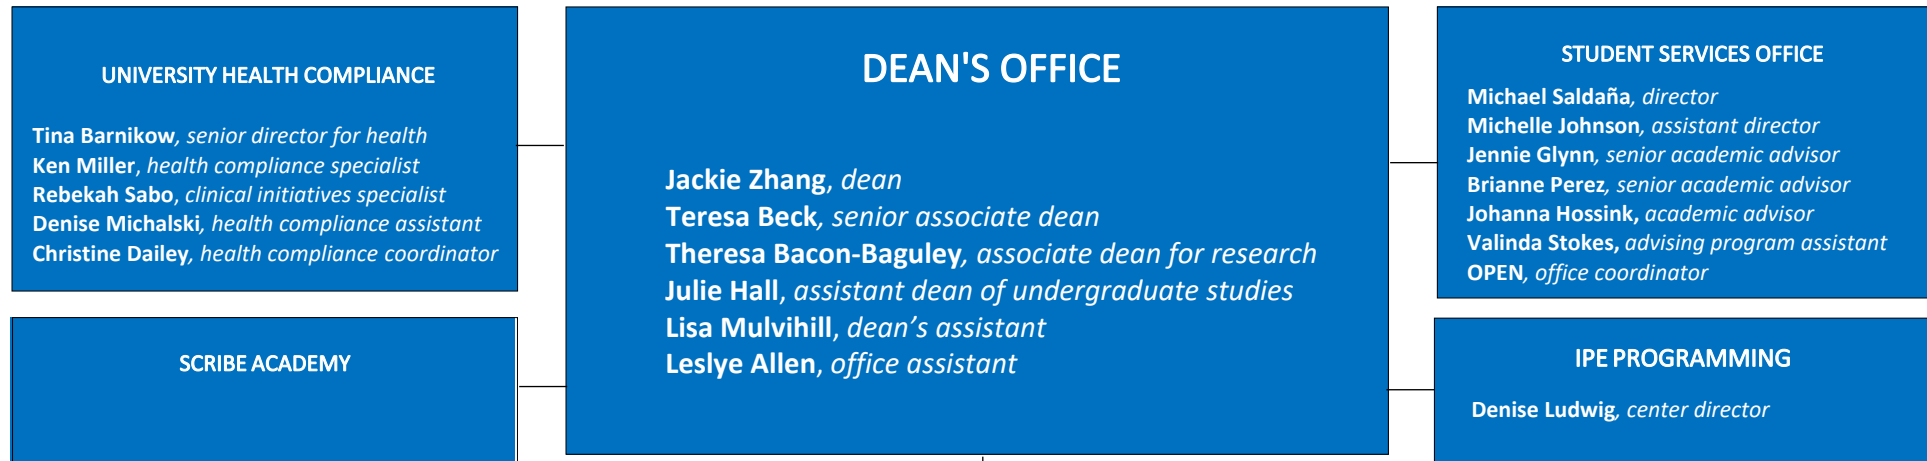 UNIVERSITY HEALTH COMPLIANCE
Tina Barnikow, senior director for health
Ken Miller, health compliance specialist
Rebekah Sabo, clinical initiatives specialist
Denise Michalski, health compliance assistant
Christine Dailey, health compliance coordinator
SCRIBE ACADEMY
DEAN'S OFFICE
Jackie Zhang, dean
Teresa Beck, senior associate dean
Theresa Bacon-Baguley, associate dean for research
Julie Hall, assistant dean of undergraduate studies
Lisa Mulvihill, dean’s assistant
Leslye Allen, office assistant
STUDENT SERVICES OFFICE
Michael Saldaña, director
Michelle Johnson, assistant director
Jennie Glynn, senior academic advisor
Brianne Perez, senior academic advisor
Johanna Hossink, academic advisor
Valinda Stokes, advising program assistant
OPEN, office coordinator
IPE PROGRAMMING
Denise Ludwig, center director